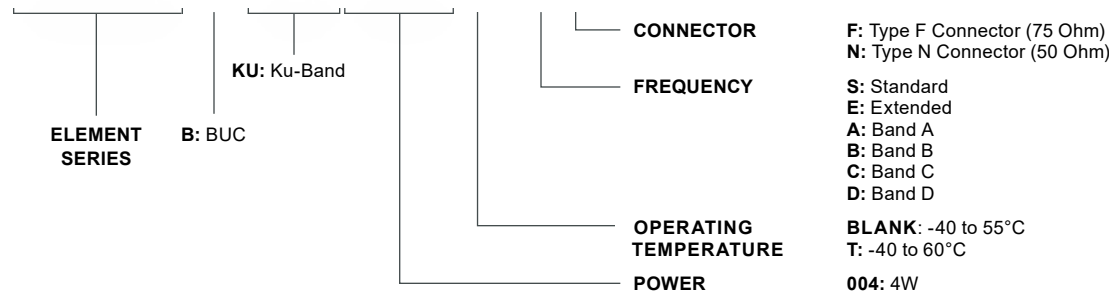 CONNECTOR
F: Type F Connector (75 Ohm)
N: Type N Connector (50 Ohm)
KU: Ku-Band
FREQUENCY
S: Standard
E: Extended
A: Band A
B: Band B
C: Band C
D: Band D
ELEMENT
SERIES
B: BUC
OPERATING
TEMPERATURE
BLANK: -40 to 55°C
T: -40 to 60°C
POWER
004: 4W